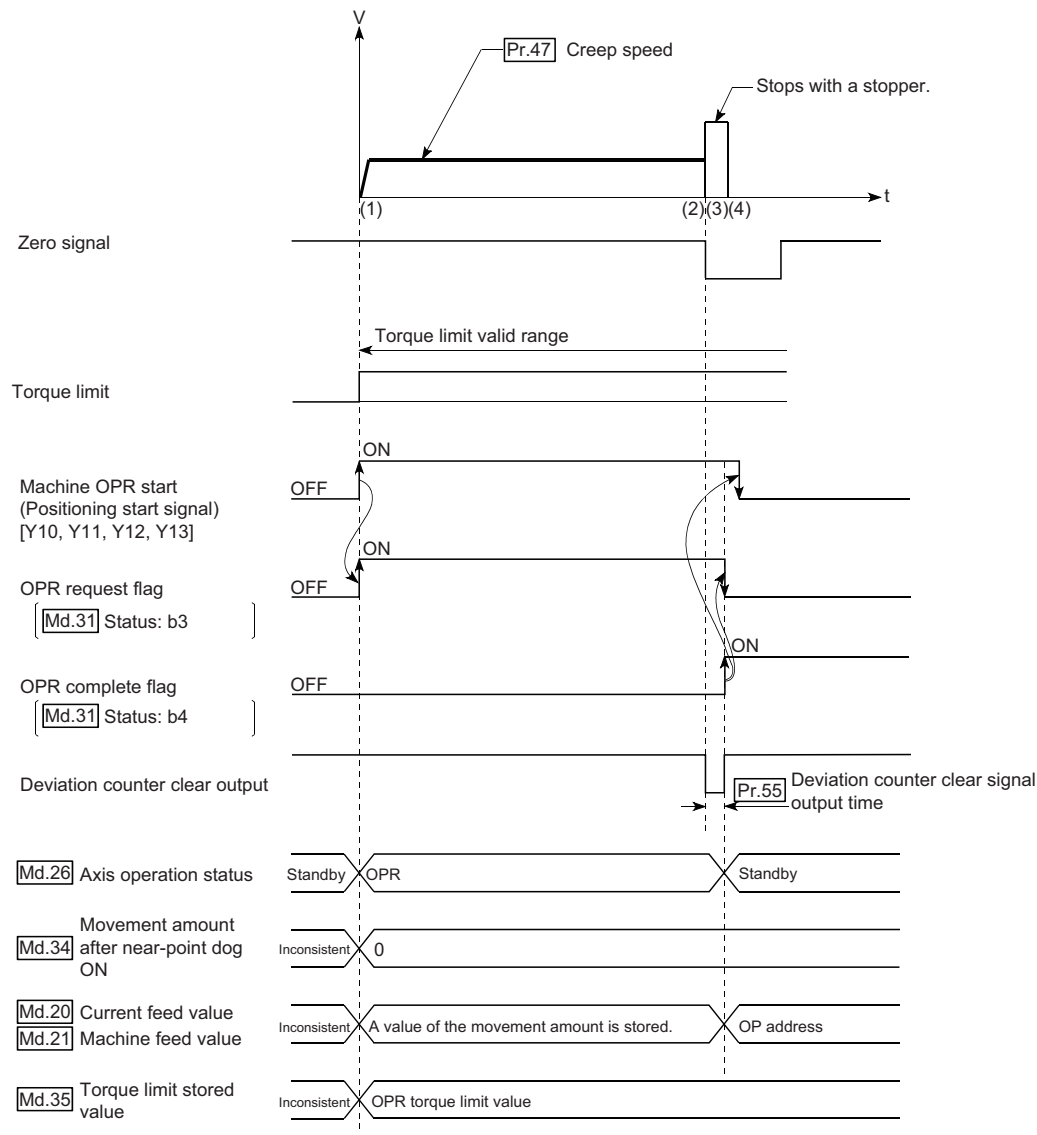 V
Pr.47 Creep speed
Stops with a stopper.
t
(1)
(2)(3)(4)
Zero signal
Torque limit valid range
Torque limit
ON
Machine OPR start
(Positioning start signal)
[Y10, Y11, Y12, Y13]
OFF
ON
OPR request flag
OFF
Md.31 Status: b3
ON
OPR complete flag
OFF
Md.31 Status: b4
Deviation counter clear output
Pr.55 Deviation counter clear signal
output time
Md.26 Axis operation status
Standby
OPR
Standby
Movement amount
Md.34 after near-point dog
ON
Inconsistent
0
Md.20 Current feed value
Md.21 Machine feed value
Inconsistent
A value of the movement amount is stored.
OP address
Md.35 Torque limit stored
value
Inconsistent
OPR torque limit value